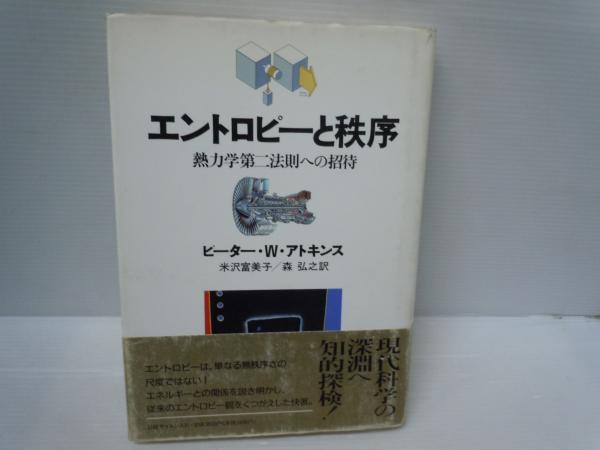 エントロピーと秩序
熱力学第二法則への招待
ピーター・W・アトキンス
米沢富美子／森 弘之訳
現代科学の
深淵へ
知的探検!
エントロピーは、単なる無秩序さの
尺度ではない!
エネルギーとの関係を説き明かし、
従来のエントロピー観をくつがえした快著。